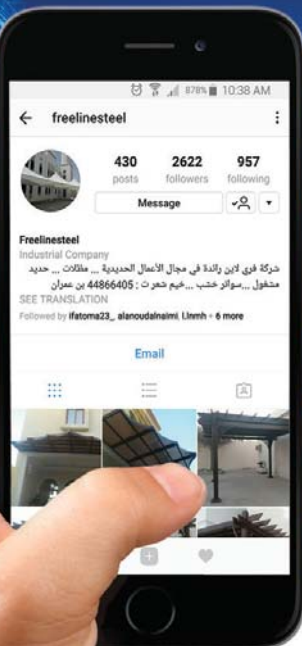 878% 10:38 AM
freelinesteel
430 2622 957
posts followers following
Message
Freelinesteel
Industrial Company
شركة فري لاين رائدة في مجال الأعمال الحديدية ... مظلات ... حديد
مشغول ...سواتر خشب ...خيم شعر ت : 44866405 بن عمران
SEE TRANSLATION
Followed by lfatoma23_, alanoudalnaimi, l.lnmh + 6 more
Email